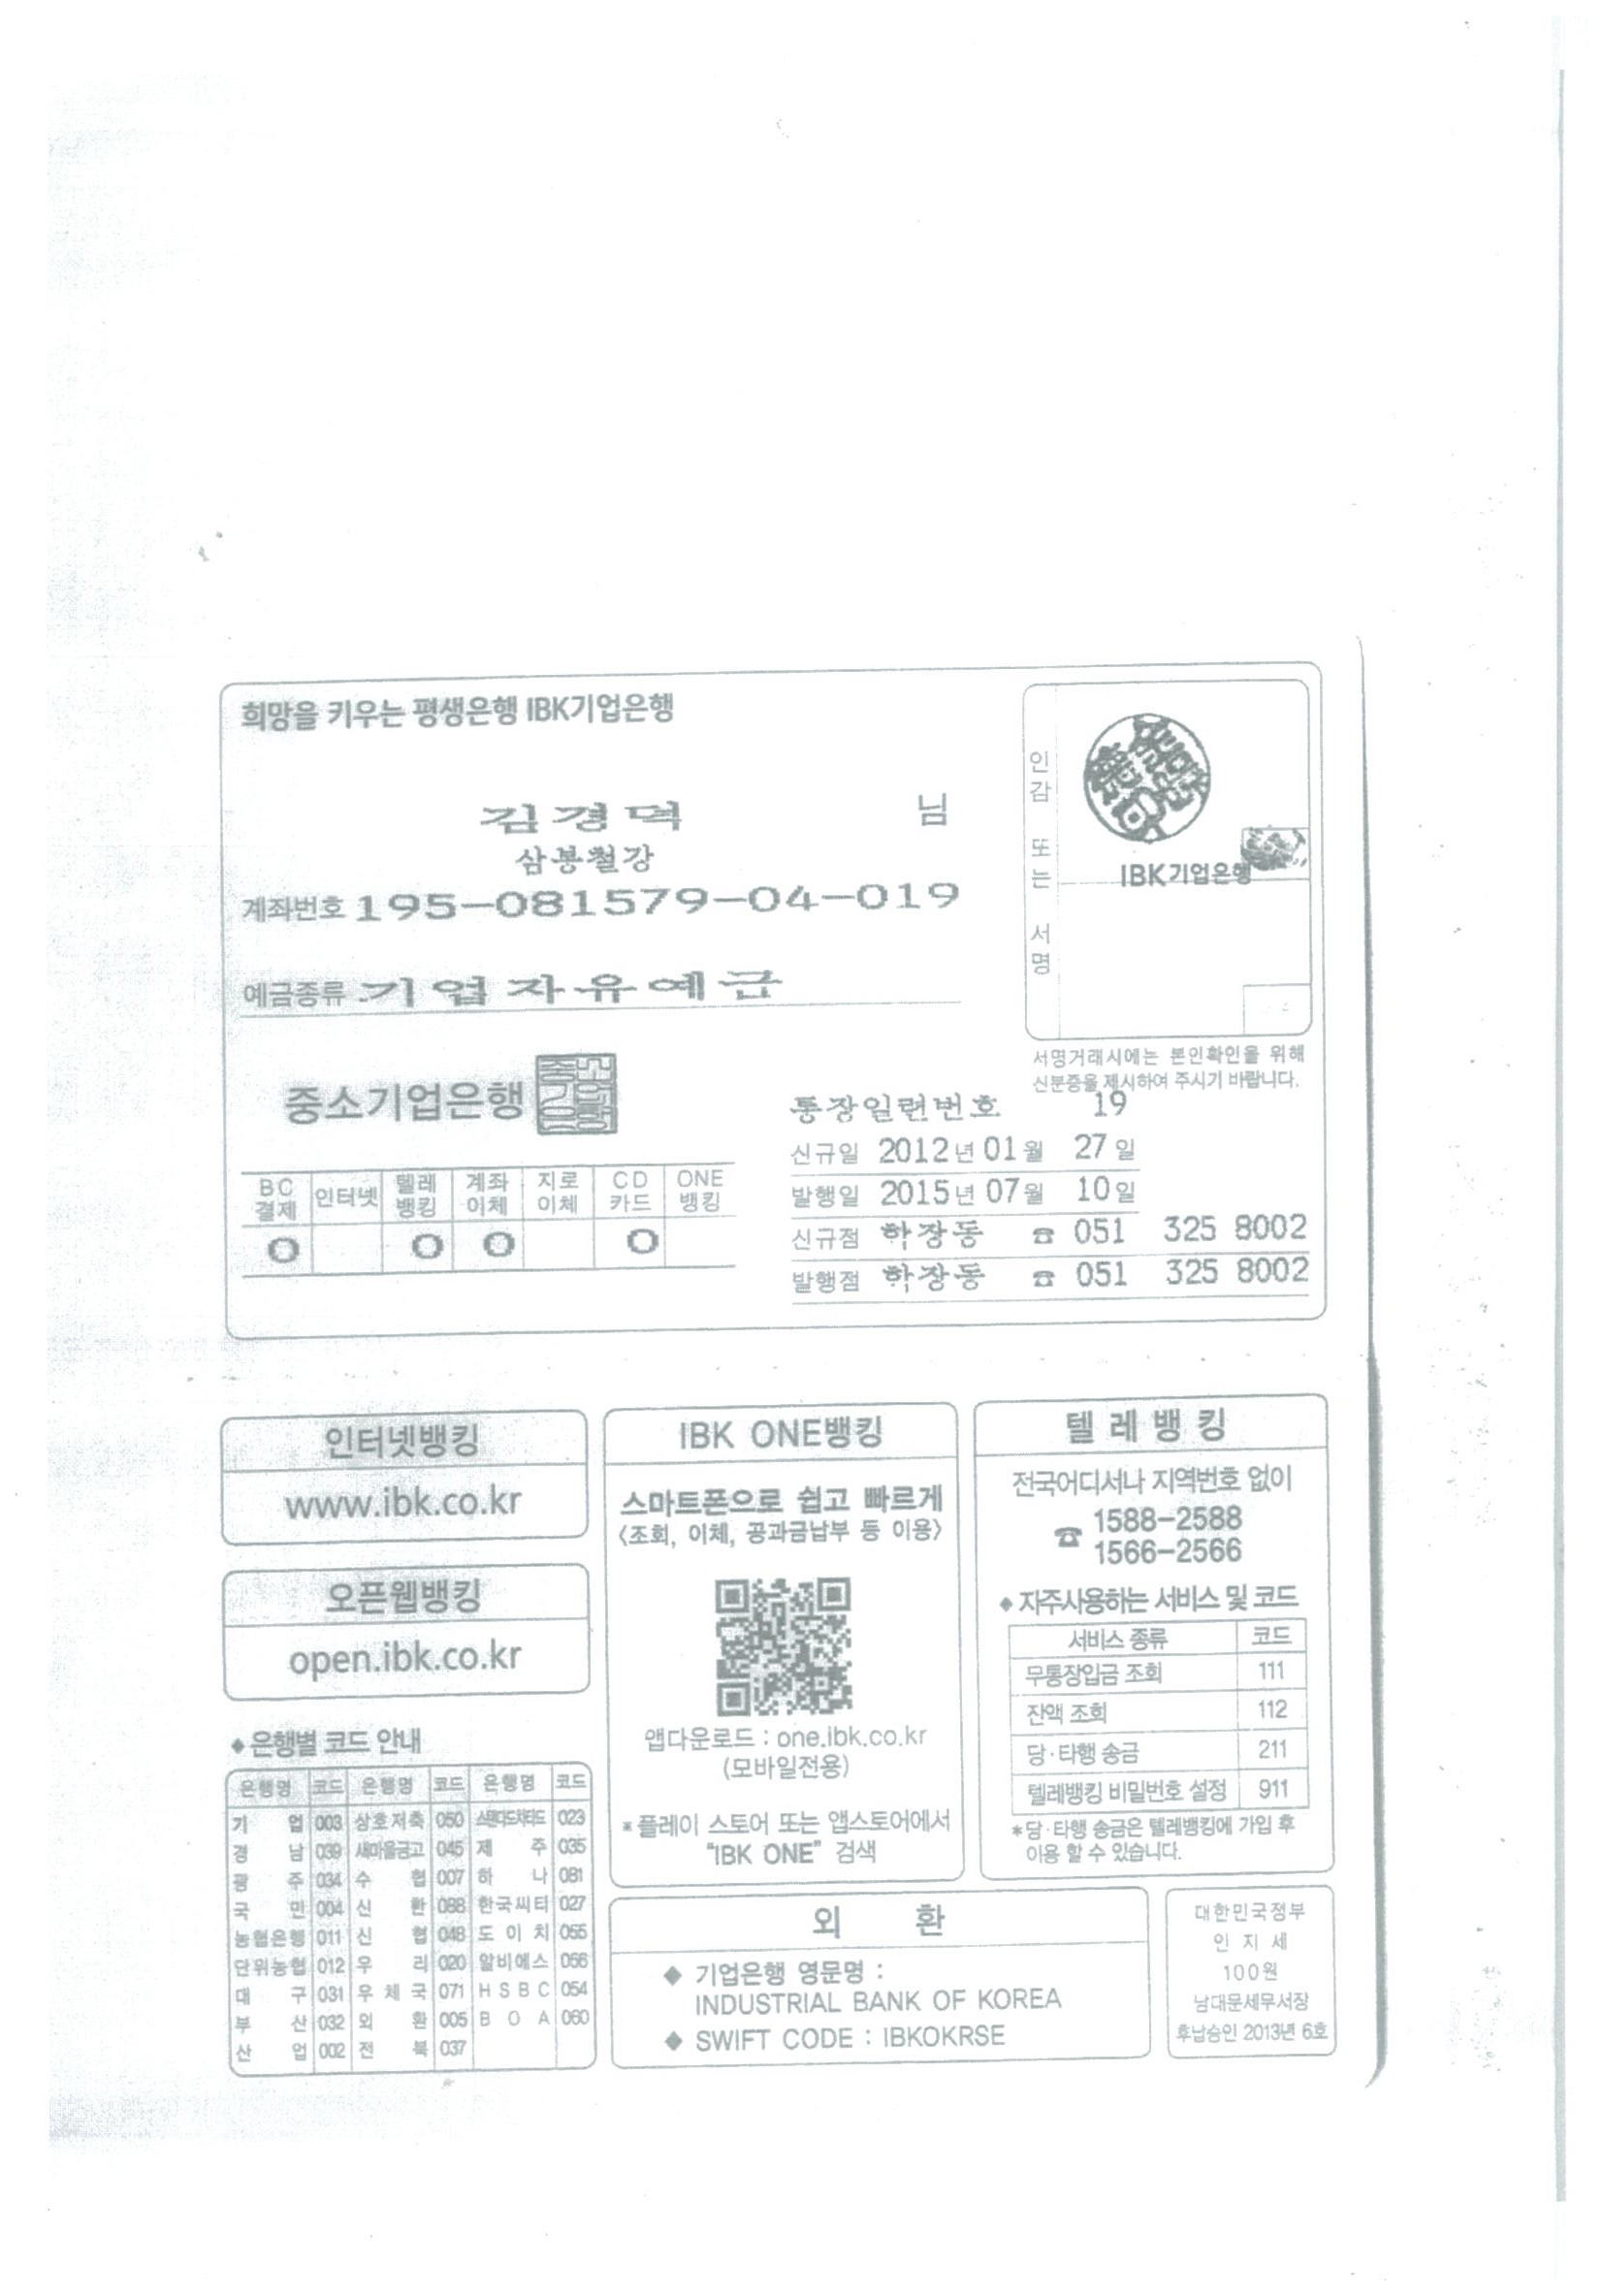 희망을 키우는 평생은행 IBK기업은행
김경덕 님
삼봉철강
계좌번호 195-081579-04-019
예금종류 기업자유예금
인감 또는 서명
IBK기업은행
서명거래시에는 본인확인을 위해
신분증을 제시하여 주시기 바랍니다.
중소기업은행
중소기업은행
통장일련번호 19
신규일 2012년 01월 27일
발행일 2015년 07월 10일
신규점 학장동 ☎ 051 325 8002
발행점 학장동 ☎ 051 325 8002
BC결제 인터넷 텔레뱅킹 계좌이체 지로이체 CD카드 ONE뱅킹
O O O O
인터넷뱅킹
www.ibk.co.kr
오픈웹뱅킹
open.ibk.co.kr
◆ 은행별 코드 안내
은행명 코드 은행명 코드 은행명 코드
기업 003 상호저축 050 스탠다드차타드 023
경남 039 새마을금고 045 제주 035
광주 034 수협 007 하나 081
국민 004 신한 088 한국씨티 027
농협은행 011 신협 048 도이치 055
단위농협 012 우리 020 알비에스 056
대구 031 우체국 071 HSBC 054
부산 032 외환 005 BOA 060
산업 002 전북 037
IBK ONE뱅킹
스마트폰으로 쉽고 빠르게
〈조회, 이체, 공과금납부 등 이용〉
앱다운로드 : one.ibk.co.kr
(모바일전용)
* 플레이 스토어 또는 앱스토어에서
"IBK ONE" 검색
텔레뱅킹
전국어디서나 지역번호 없이
☎ 1588-2588
1566-2566
◆ 자주사용하는 서비스 및 코드
서비스 종류 코드
무통장입금 조회 111
잔액 조회 112
당·타행 송금 211
텔레뱅킹 비밀번호 설정 911
*당·타행 송금은 텔레뱅킹에 가입 후
이용 할 수 있습니다.
외 환
◆ 기업은행 영문명 :
INDUSTRIAL BANK OF KOREA
◆ SWIFT CODE : IBKOKRSE
대한민국정부
인 지 세
100원
남대문세무서장
후납승인 2013년 6호